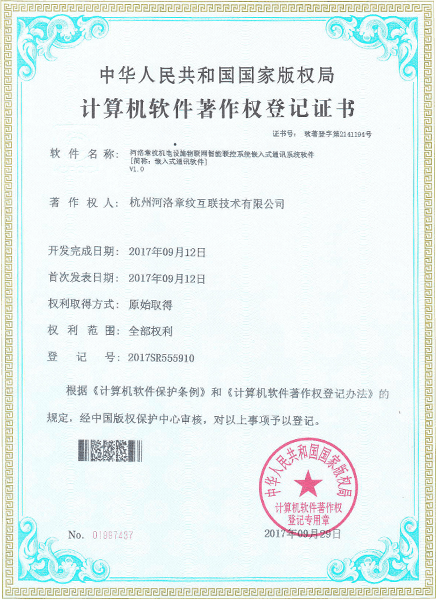 中华人民共和国国家版权局
计算机软件著作权登记证书
证书号： 软著登字第2141194号
软件名称： 河洛章纹机电设施物联网智能联控系统嵌入式通讯系统软件
[简称：嵌入式通讯软件]
V1.0
著作权人： 杭州河洛章纹互联技术有限公司
开发完成日期： 2017年09月12日
首次发表日期： 2017年09月12日
权利取得方式： 原始取得
权利范围： 全部权利
登记号： 2017SR555910
根据《计算机软件保护条例》和《计算机软件著作权登记办法》的
规定，经中国版权保护中心审核，对以上事项予以登记。
中华人民共和国国家版权局
计算机软件著作权
登记专用章
No. 01997437
2017年09月29日